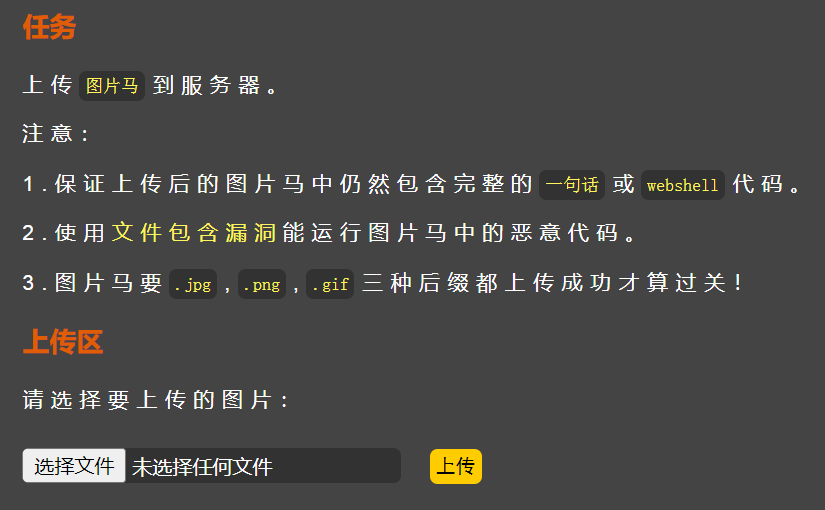 任务
上传 图片马 到服务器。
注意：
1.保证上传后的图片马中仍然包含完整的 一句话 或 webshell 代码。
2.使用文件包含漏洞能运行图片马中的恶意代码。
3.图片马要 .jpg , .png , .gif 三种后缀都上传成功才算过关！
上传区
请选择要上传的图片：
选择文件 未选择任何文件 上传